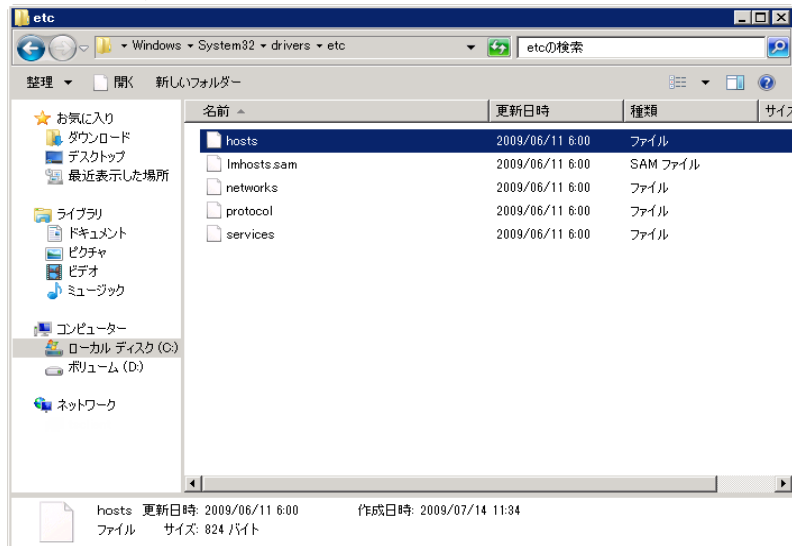 etc
Windows System32 drivers etc
etcの検索
整理 開く 新しいフォルダー
お気に入り
ダウンロード
デスクトップ
最近表示した場所
ライブラリ
ドキュメント
ピクチャ
ビデオ
ミュージック
コンピューター
ローカル ディスク (C:)
ボリューム (D:)
ネットワーク
名前 更新日時 種類 サイズ
hosts 2009/06/11 6:00 ファイル
lmhosts.sam 2009/06/11 6:00 SAM ファイル
networks 2009/06/11 6:00 ファイル
protocol 2009/06/11 6:00 ファイル
services 2009/06/11 6:00 ファイル
hosts 更新日時: 2009/06/11 6:00 作成日時: 2009/07/14 11:34
ファイル サイズ: 824 バイト